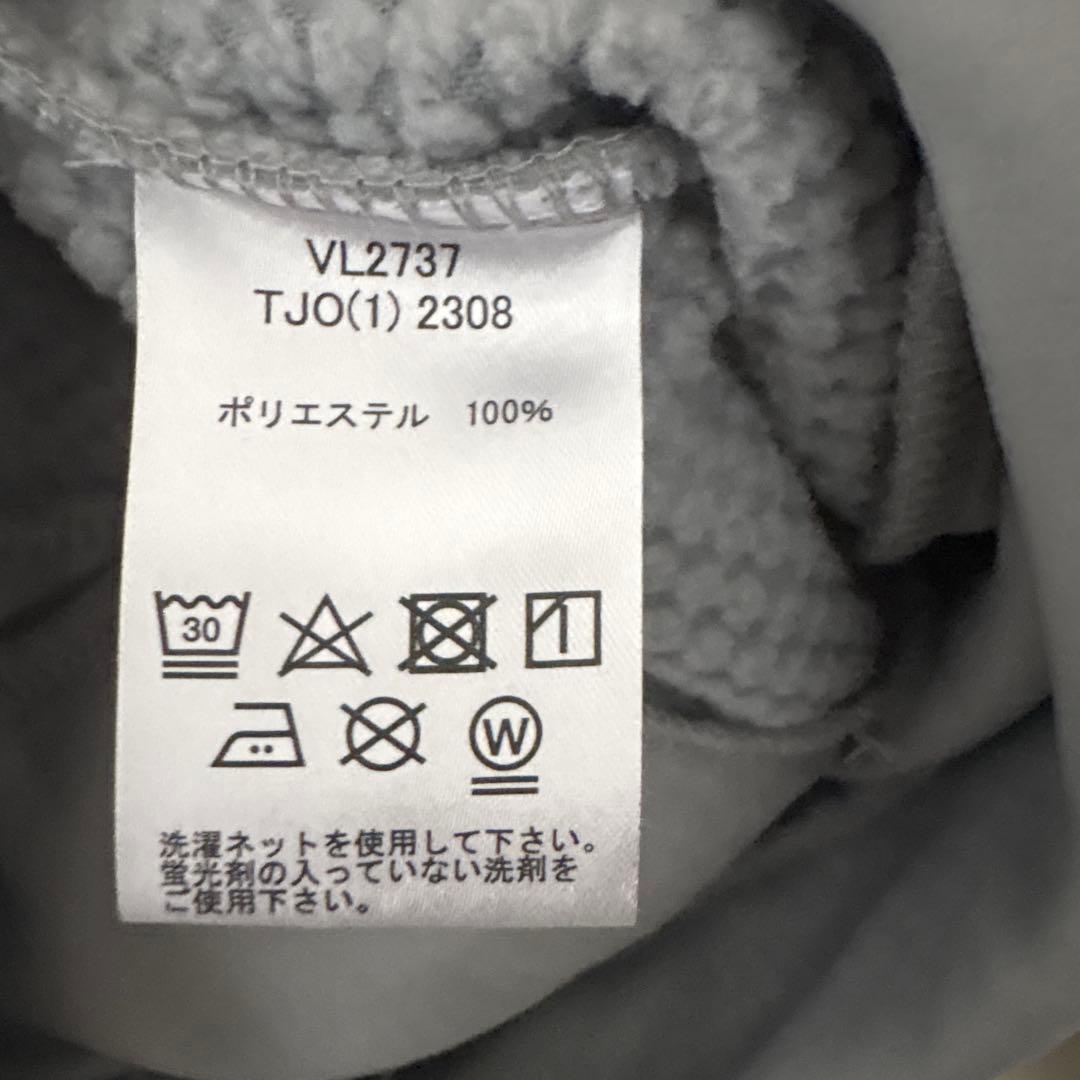 VL2737
TJO(1) 2308
ポリエステル 100%
30
W
洗濯ネットを使用して下さい。
蛍光剤の入っていない洗剤を
ご使用下さい。